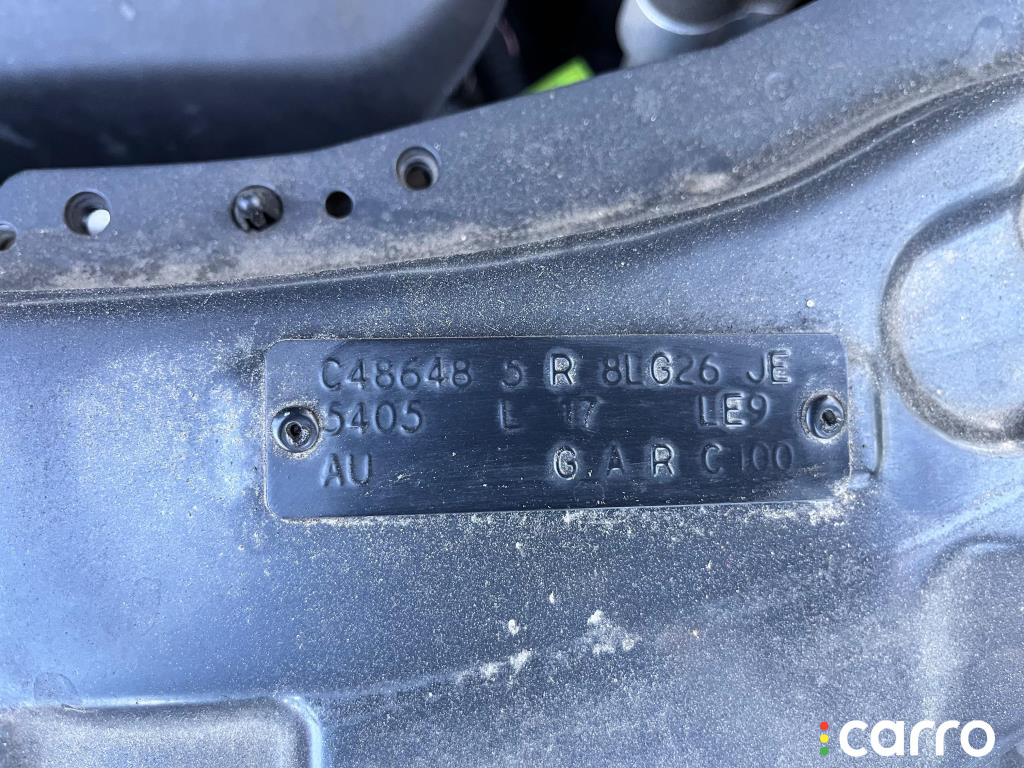 C48648 5 R 8LG26 JE
5405 L 17 LE9
AU G A R C100
carro